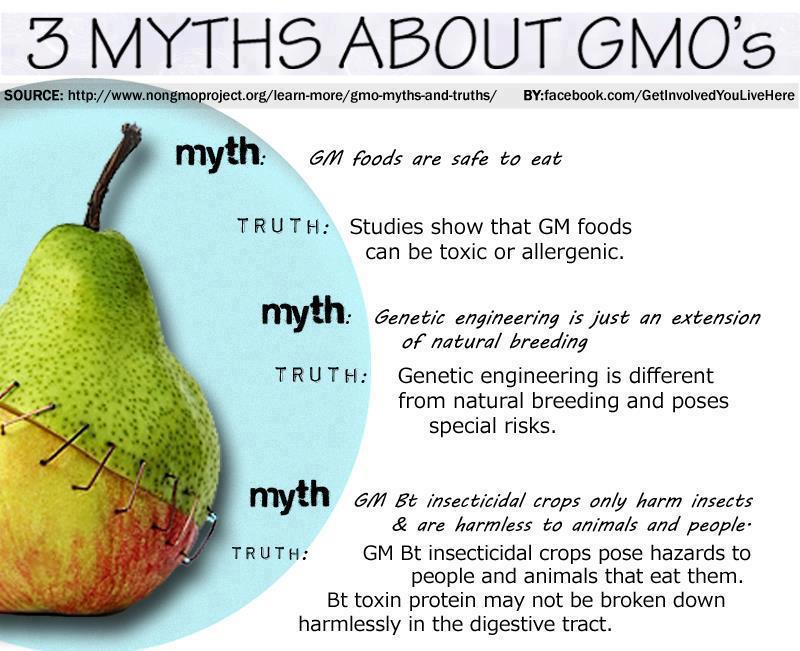 3 MYTHS ABOUT GMO's
SOURCE: http://www.nongmoproject.org/learn-more/gmo-myths-and-truths/ BY:facebook.com/GetInvolvedYouLiveHere
myth: GM foods are safe to eat
TRUTH: Studies show that GM foods
can be toxic or allergenic.
myth: Genetic engineering is just an extension
of natural breeding
TRUTH: Genetic engineering is different
from natural breeding and poses
special risks.
myth GM Bt insecticidal crops only harm insects
& are harmless to animals and people.
TRUTH: GM Bt insecticidal crops pose hazards to
people and animals that eat them.
Bt toxin protein may not be broken down
harmlessly in the digestive tract.